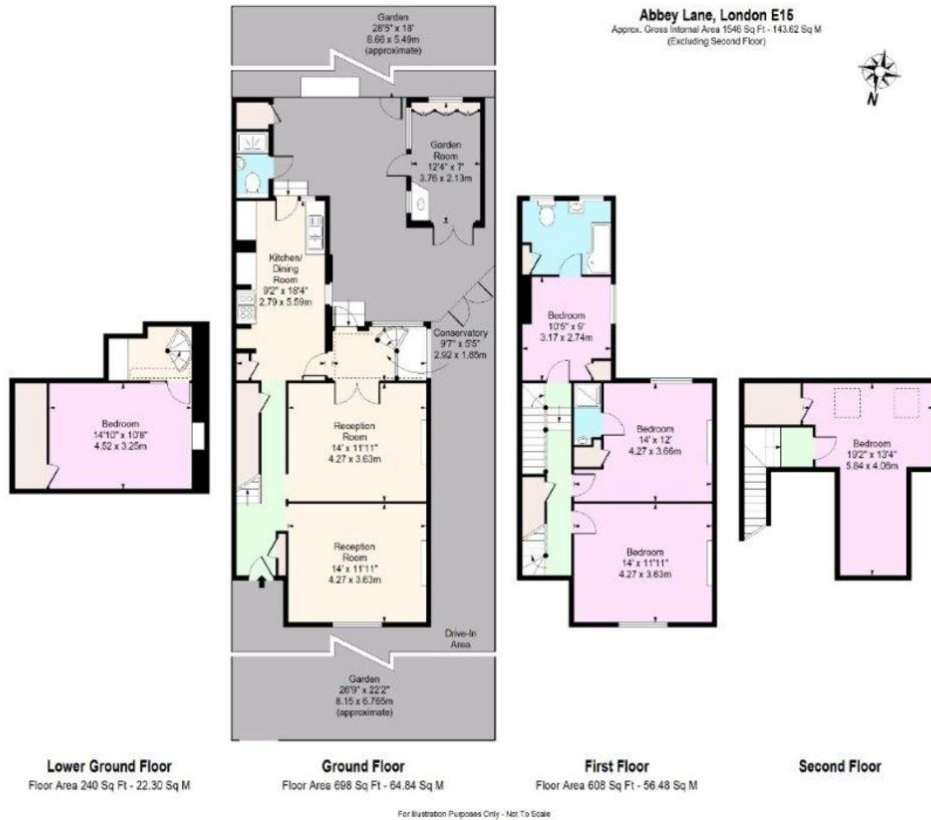 Abbey Lane, London E15
Approx. Gross Internal Area 1546 Sq Ft - 143.62 Sq M
(Excluding Second Floor)
N
Garden
28'5" x 18'
8.66 x 5.49m
(approximate)
Garden
Room
12'4" x 7'
3.76 x 2.13m
Kitchen/
Dining
Room
9'2" x 18'4"
2.79 x 5.59m
Conservatory
9'7" x 5'5"
2.92 x 1.65m
Reception
Room
14' x 11'11"
4.27 x 3.63m
Reception
Room
14' x 11'11"
4.27 x 3.63m
Drive-In
Area
Garden
26'9" x 22'2"
8.15 x 6.765m
(approximate)
Bedroom
14'10" x 10'8"
4.52 x 3.25m
Bedroom
10'5" x 9'
3.17 x 2.74m
Bedroom
14' x 12'
4.27 x 3.66m
Bedroom
14' x 11'11"
4.27 x 3.63m
Bedroom
19'2" x 13'4"
5.84 x 4.06m
Lower Ground Floor
Floor Area 240 Sq Ft - 22.30 Sq M
Ground Floor
Floor Area 698 Sq Ft - 64.84 Sq M
First Floor
Floor Area 608 Sq Ft - 56.48 Sq M
Second Floor
For Illustration Purposes Only - Not To Scale